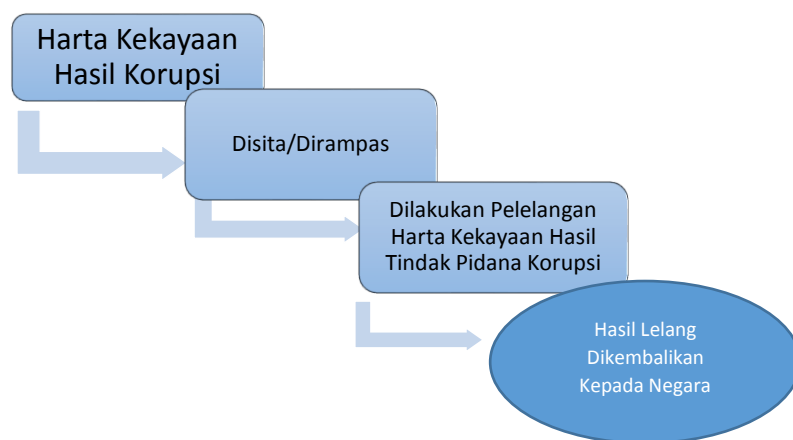 Harta Kekayaan
Hasil Korupsi
Disita/Dirampas
Dilakukan Pelelangan
Harta Kekayaan Hasil
Tindak Pidana Korupsi
Hasil Lelang
Dikembalikan
Kepada Negara